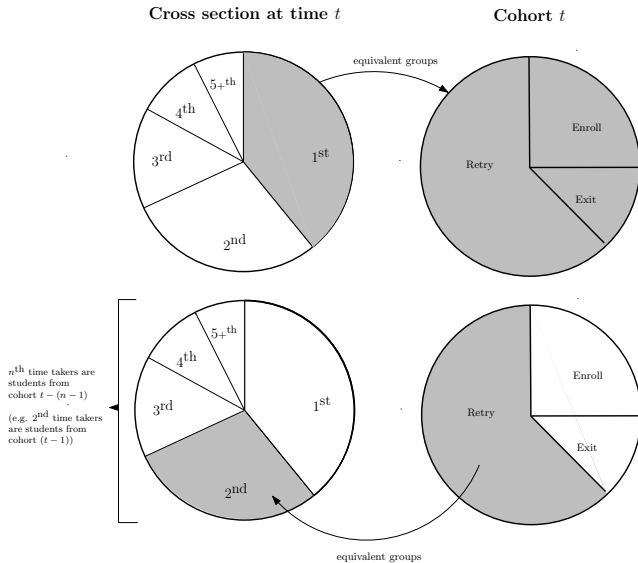 Cross section at time t
Cohort t
equivalent groups
5+th
4th
3rd
2nd
1st
Retry
Enroll
Exit
nth time takers are
students from
cohort t − (n − 1)
(e.g. 2nd time takers
are students from
cohort (t − 1))
5+th
4th
3rd
2nd
1st
Retry
Enroll
Exit
equivalent groups